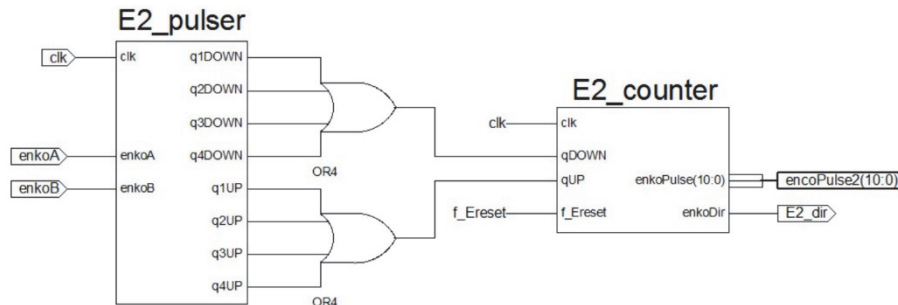 E2_pulser
clk
clk
q1DOWN
q2DOWN
q3DOWN
enkoA
enkoA
q4DOWN
OR4
enkoB
enkoB
q1UP
q2UP
q3UP
q4UP
OR4
E2_counter
clk
clk
qDOWN
qUP
enkoPulse(10:0)
encoPulse2(10:0)
f_Ereset
f_Ereset
enkoDir
E2_dir